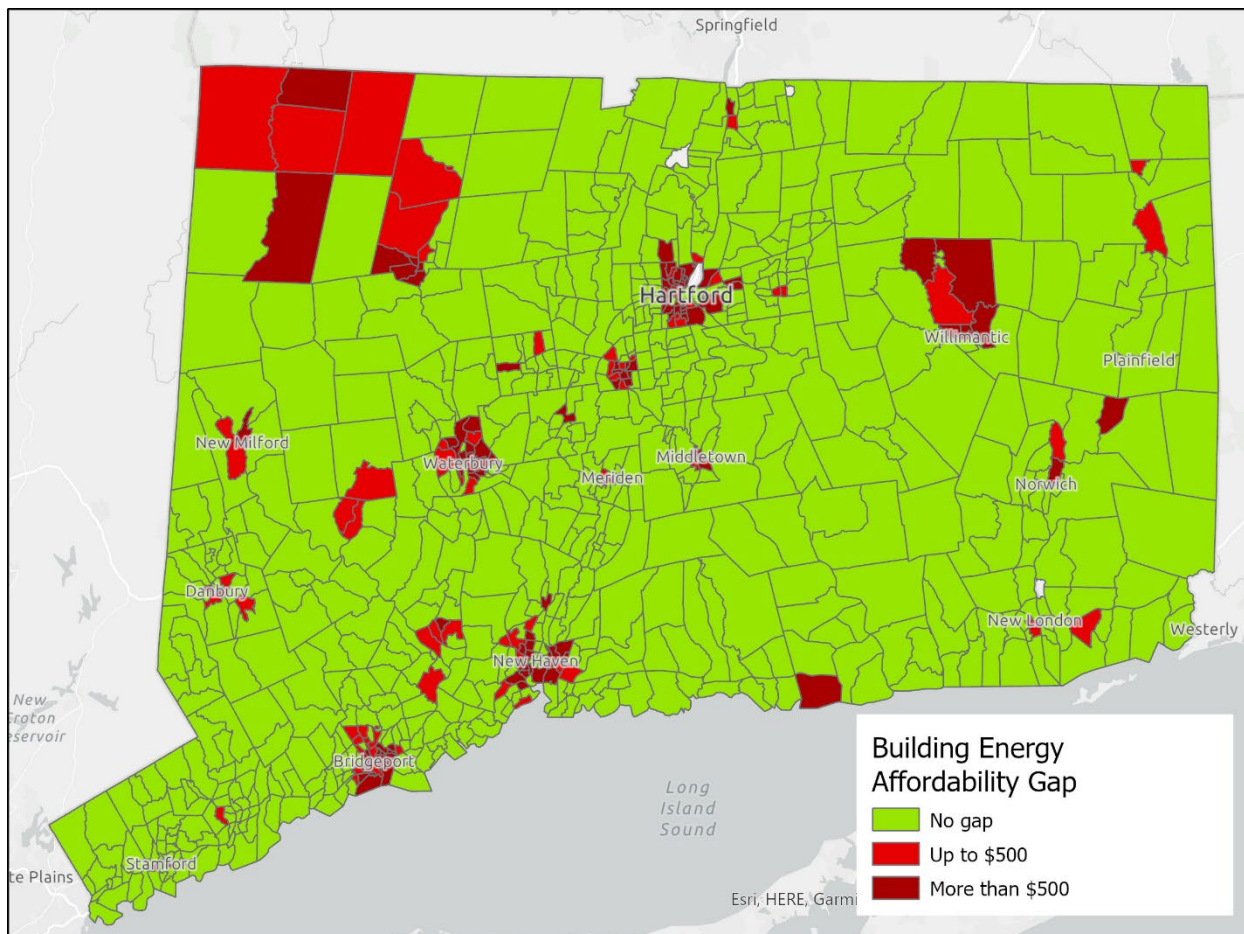 Springfield
Hartford
Willimantic
Plainfield
New Milford
Waterbury
Meriden
Middletown
Norwich
Danbury
New London
Westerly
New Haven
New
Croton
eservoir
Bridgeport
Long
Island
Sound
Stamford
te Plains
Esri, HERE, Garmi
Building Energy
Affordability Gap
No gap
Up to $500
More than $500